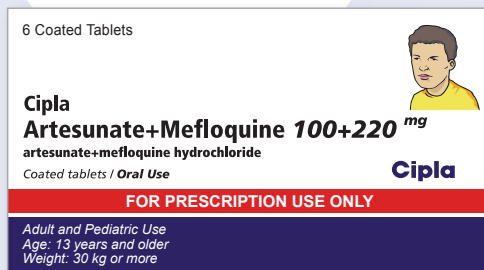 6 Coated Tablets
Cipla
Artesunate+Mefloquine 100+220 mg
artesunate+mefloquine hydrochloride
Coated tablets / Oral Use
Cipla
FOR PRESCRIPTION USE ONLY
Adult and Pediatric Use
Age: 13 years and older
Weight: 30 kg or more